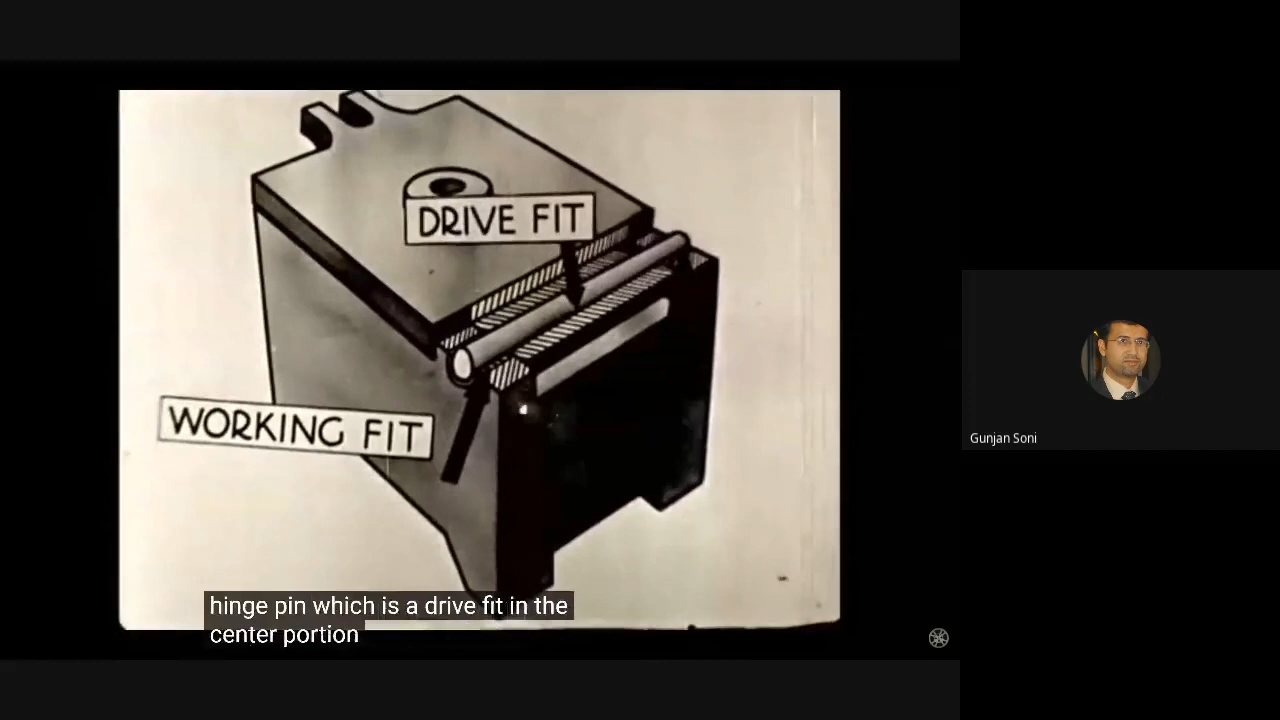 DRIVE FIT
WORKING FIT
hinge pin which is a drive fit in the
center portion
Gunjan Soni